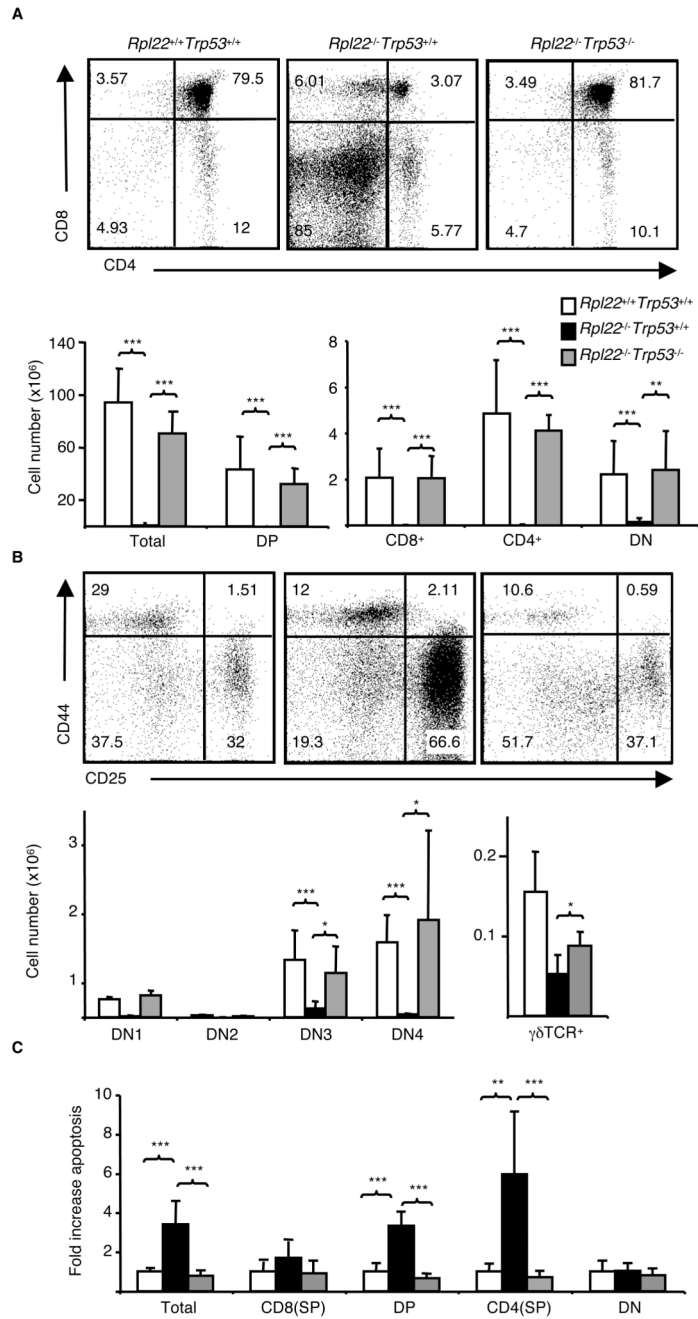 A
Rpl22+/+Trp53+/+ Rpl22-/-Trp53+/+ Rpl22-/-Trp53-/-
3.57 79.5 6.01 3.07 3.49 81.7
4.93 12 85 5.77 4.7 10.1
CD8
CD4
Rpl22+/+Trp53+/+
Rpl22-/-Trp53+/+
Rpl22-/-Trp53-/-
Cell number (x10⁶)
140
100
60
20
*** *** *** ***
Total DP
8
6
4
2
*** *** *** *** *** **
CD8+ CD4+ DN
B
29 1.51 12 2.11 10.6 0.59
37.5 32 19.3 66.6 51.7 37.1
CD44
CD25
Cell number (x10⁶)
3
2
1
*** * *** *
DN1 DN2 DN3 DN4
0.2
0.1
*
γδTCR+
C
Fold increase apoptosis
10
8
6
4
2
*** *** *** *** ** ***
Total CD8(SP) DP CD4(SP) DN